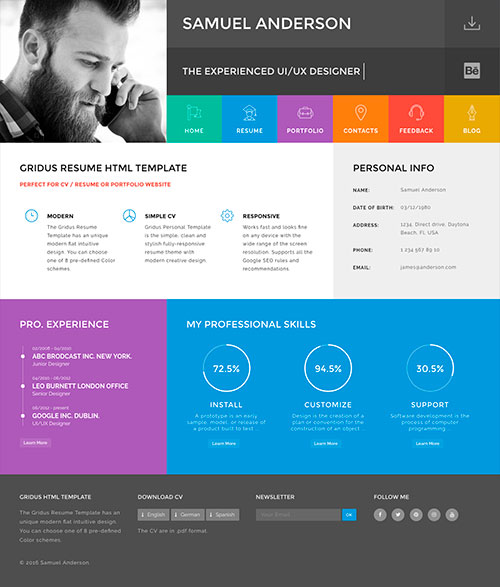 SAMUEL ANDERSON
THE EXPERIENCED UI/UX DESIGNER
Bē
HOME
RESUME
PORTFOLIO
CONTACTS
FEEDBACK
BLOG
GRIDUS RESUME HTML TEMPLATE
PERFECT FOR CV / RESUME OR PORTFOLIO WEBSITE
MODERN
The Gridus Resume
Template has an unique
modern flat intuitive
design. You can choose
one of 8 pre-defined Color
schemes.
SIMPLE CV
Gridus Personal Template
is the simple, clean and
stylish fully-responsive
resume theme with
modern creative design.
RESPONSIVE
Works fast and looks fine
on any device with the
wide range of the screen
resolution. Supports all the
Google SEO rules and
recommendations.
PERSONAL INFO
NAME: Samuel Anderson
DATE OF BIRTH: 03/12/1980
ADDRESS: 1234, Direct drive, Daytona
Beach, FL USA
PHONE: 1 234 567 89 10
EMAIL: james@anderson.com
PRO. EXPERIENCE
02/2008 - 04/2010
ABC BRODCAST INC. NEW YORK.
Junior Designer
04/2010 - 06/2012
LEO BURNETT LONDON OFFICE
Senior Designer
06/2012 - present
GOOGLE INC. DUBLIN.
UI/UX Designer
Learn More
MY PROFESSIONAL SKILLS
72.5%
INSTALL
A prototype is an easy
sample, model, or release of
a product built to test ...
Learn More
94.5%
CUSTOMIZE
Design is the creation of a
plan or convention for the
construction of an object ...
Learn More
30.5%
SUPPORT
Software development is the
process of computer
programming ...
Learn More
GRIDUS HTML TEMPLATE
The Gridus Resume Template has an
unique modern flat intuitive design.
You can choose one of 8 pre-defined
Color schemes.
DOWNLOAD CV
English
German
Spanish
The CV are in .pdf format.
NEWSLETTER
Your Email
OK
FOLLOW ME
© 2016 Samuel Anderson.